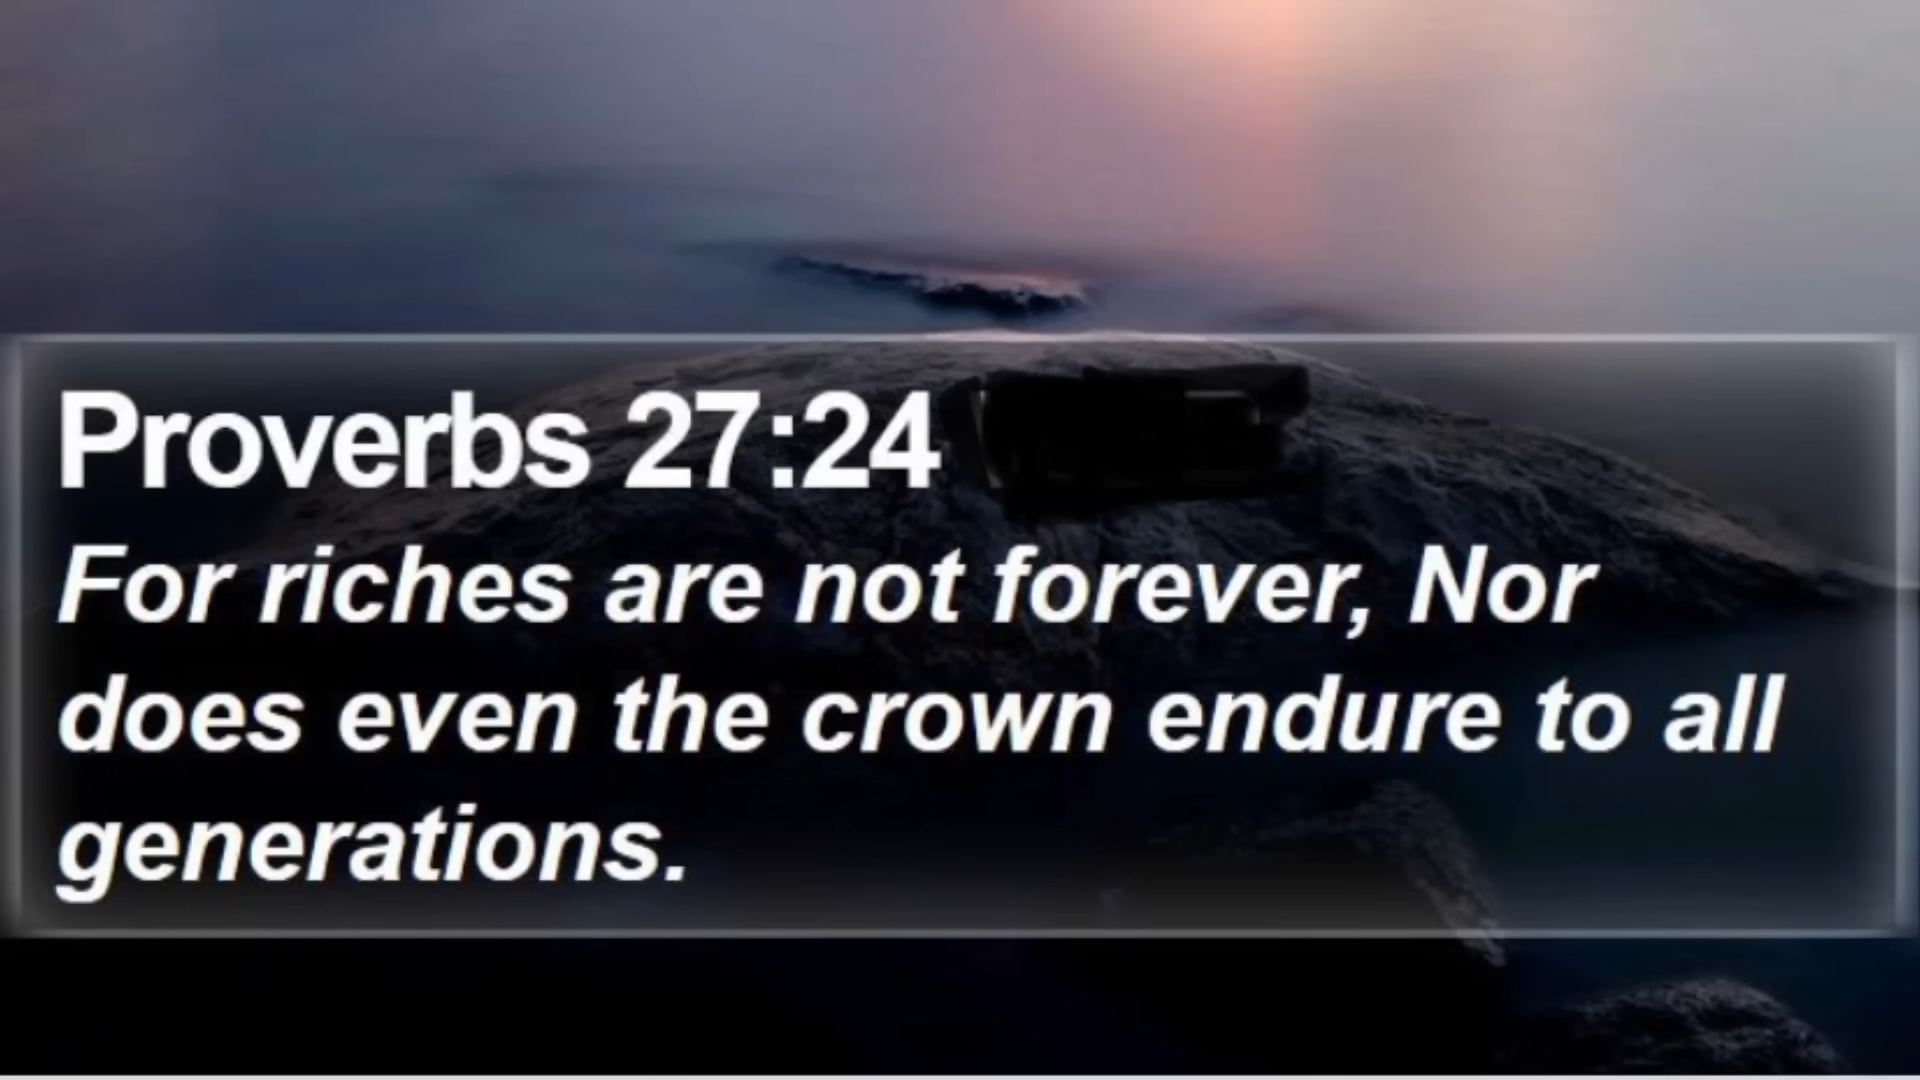 Proverbs 27:24
For riches are not forever, Nor
does even the crown endure to all
generations.